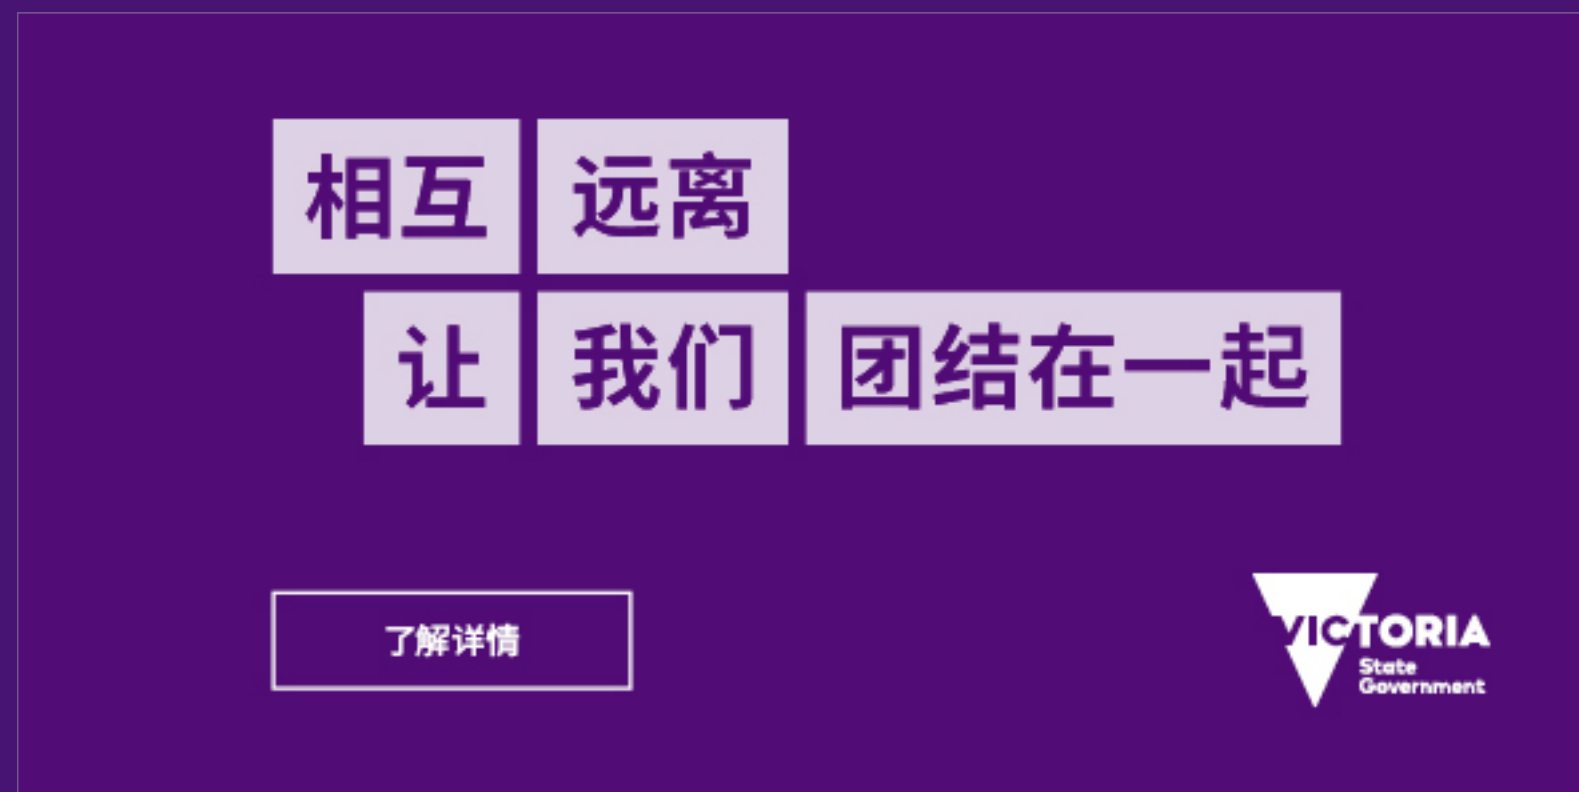 相互 远离
让 我们 团结在一起
了解详情
VICTORIA
State
Government